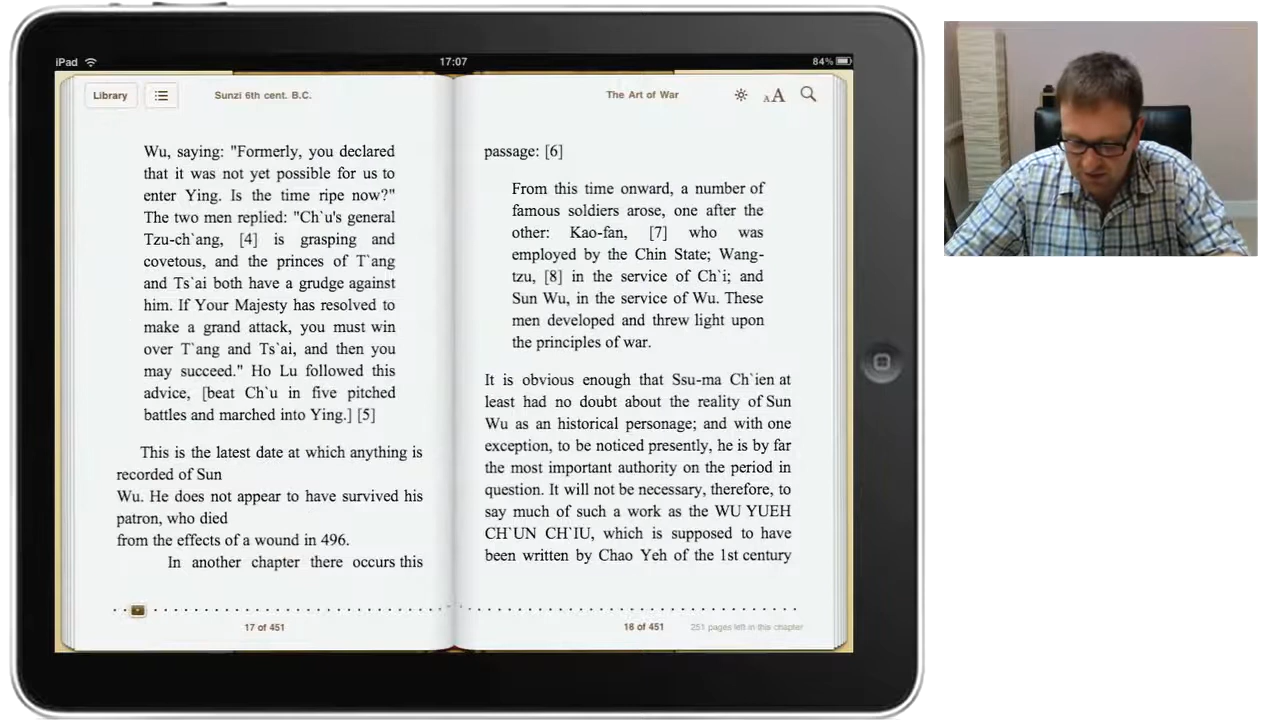 iPad 17:07 84%
Library Sunzi 6th cent. B.C. The Art of War AA
Wu, saying: "Formerly, you declared
that it was not yet possible for us to
enter Ying. Is the time ripe now?"
The two men replied: "Ch`u's general
Tzu-ch`ang, [4] is grasping and
covetous, and the princes of T`ang
and Ts`ai both have a grudge against
him. If Your Majesty has resolved to
make a grand attack, you must win
over T`ang and Ts`ai, and then you
may succeed." Ho Lu followed this
advice, [beat Ch`u in five pitched
battles and marched into Ying.] [5]
This is the latest date at which anything is
recorded of Sun
Wu. He does not appear to have survived his
patron, who died
from the effects of a wound in 496.
In another chapter there occurs this
17 of 451
passage: [6]
From this time onward, a number of
famous soldiers arose, one after the
other: Kao-fan, [7] who was
employed by the Chin State; Wang-
tzu, [8] in the service of Ch`i; and
Sun Wu, in the service of Wu. These
men developed and threw light upon
the principles of war.
It is obvious enough that Ssu-ma Ch`ien at
least had no doubt about the reality of Sun
Wu as an historical personage; and with one
exception, to be noticed presently, he is by far
the most important authority on the period in
question. It will not be necessary, therefore, to
say much of such a work as the WU YUEH
CH`UN CH`IU, which is supposed to have
been written by Chao Yeh of the 1st century
18 of 451 251 pages left in this chapter